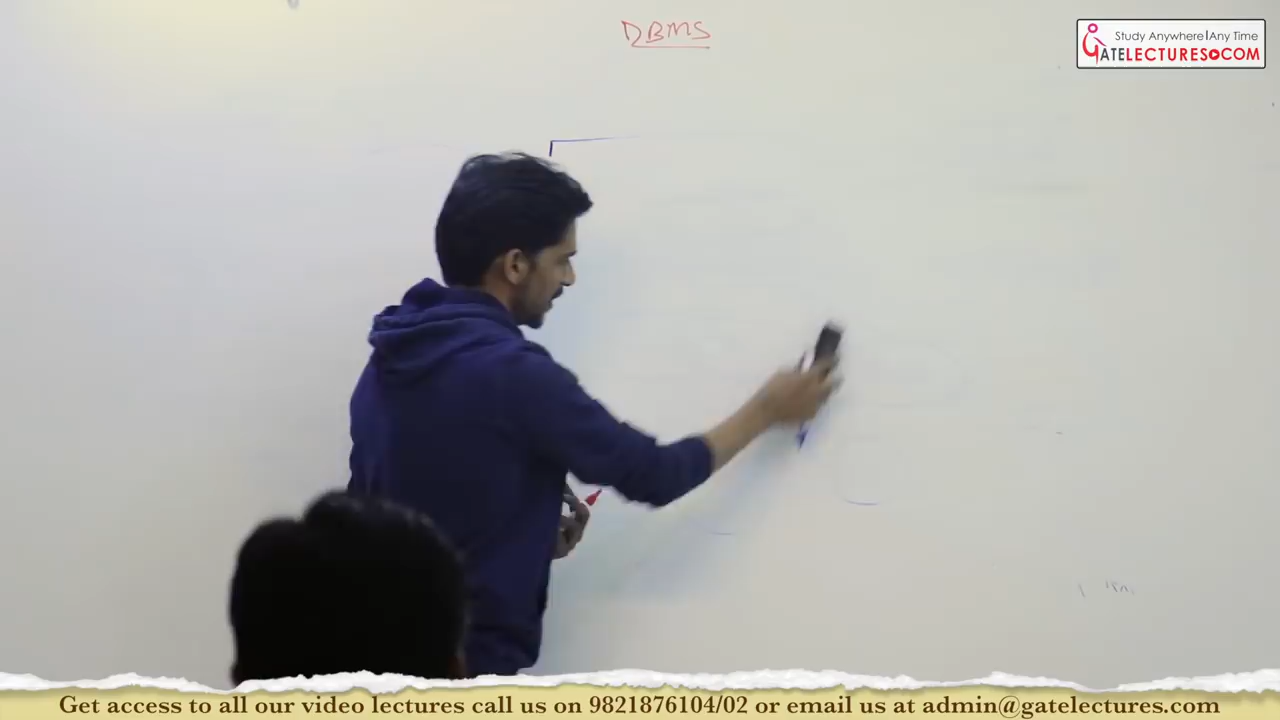 DBMS
Study Anywhere|Any Time
GATELECTURES.COM
Get access to all our video lectures call us on 9821876104/02 or email us at admin@gatelectures.com